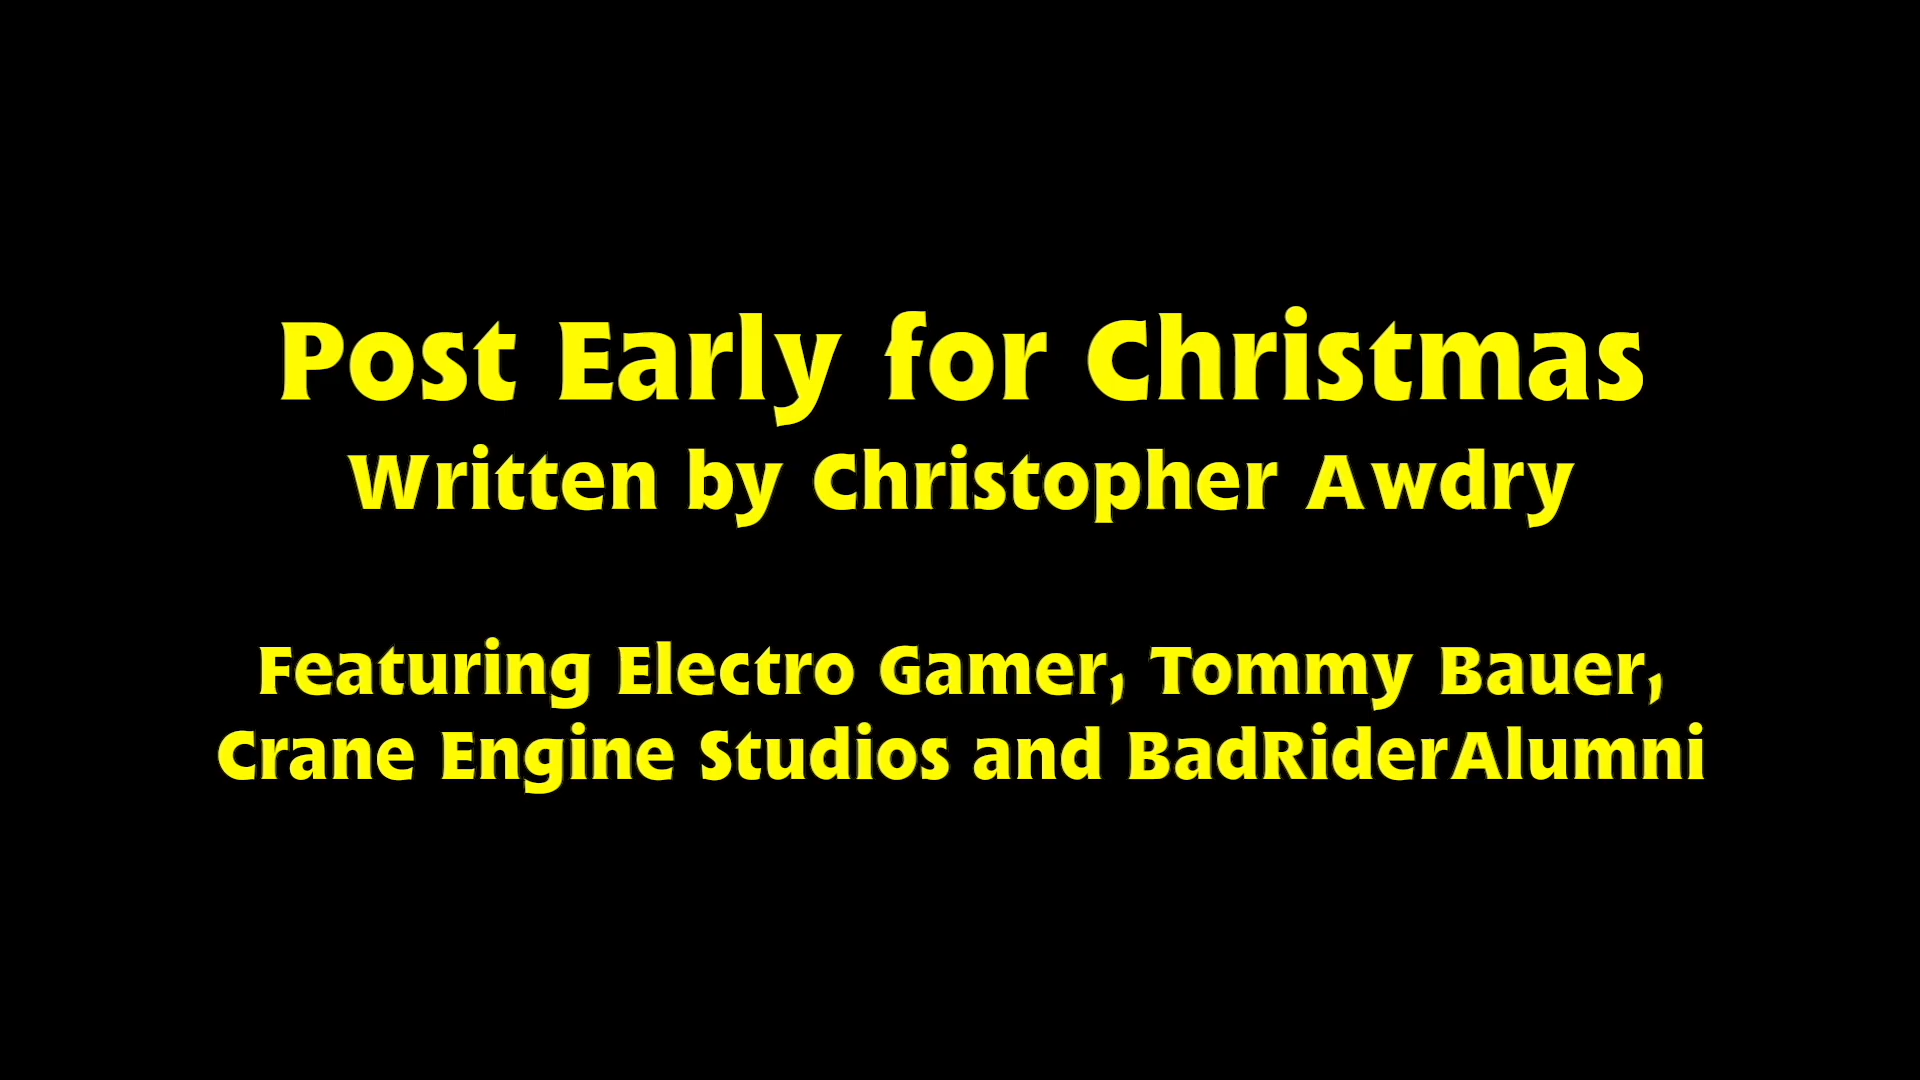 Post Early for Christmas
Written by Christopher Awdry
Featuring Electro Gamer, Tommy Bauer,
Crane Engine Studios and BadRiderAlumni